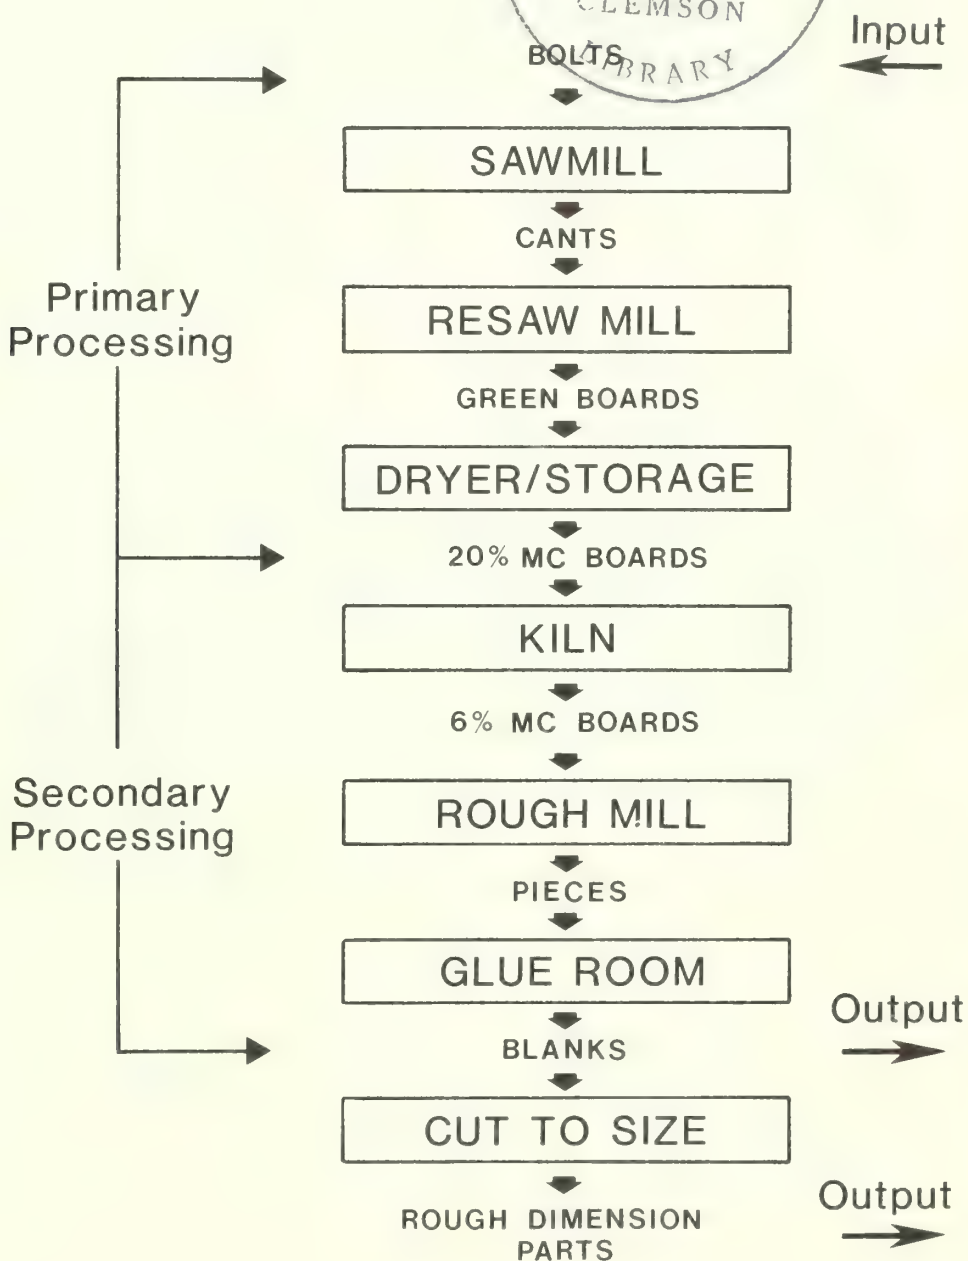 CLEMSON
LIBRARY
Input
BOLTS
SAWMILL
CANTS
Primary
Processing
RESAW MILL
GREEN BOARDS
DRYER/STORAGE
20% MC BOARDS
KILN
6% MC BOARDS
Secondary
Processing
ROUGH MILL
PIECES
GLUE ROOM
Output
BLANKS
CUT TO SIZE
Output
ROUGH DIMENSION
PARTS